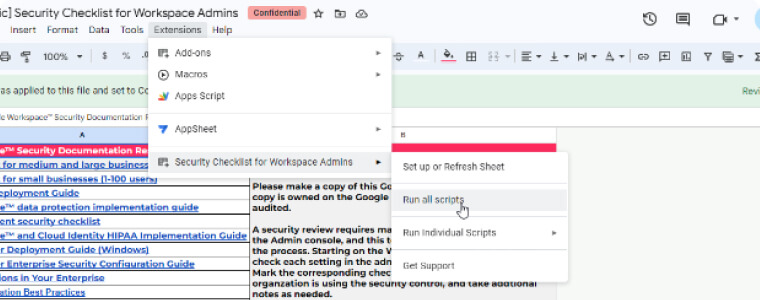 ic] Security Checklist for Workspace Admins Confidential
Insert Format Data Tools Extensions Help
100% $ %
as applied to this file and set to Co
Revie
Add-ons
Macros
Apps Script
AppSheet
Security Checklist for Workspace Admins
Set up or Refresh Sheet
Run all scripts
Run Individual Scripts
Get Support
le Workspace™ Security Documentation R
A B
e™ Security Documentation Re
for medium and large business
for small businesses (1-100 users)
eployment Guide
e™ data protection implementation guide
ent security checklist
e™ and Cloud Identity HIPAA Implementation Guide
r Deployment Guide (Windows)
r Enterprise Security Configuration Guide
ions in Your Enterprise
ation Best Practices
Please make a copy of this Go
copy is owned on the Google
audited.
A security review requires ma
the Admin console, and this to
the process. Starting on the W
check each setting in the adm
Mark the corresponding chec
organzation is using the security control, and take addtional
notes as needed.